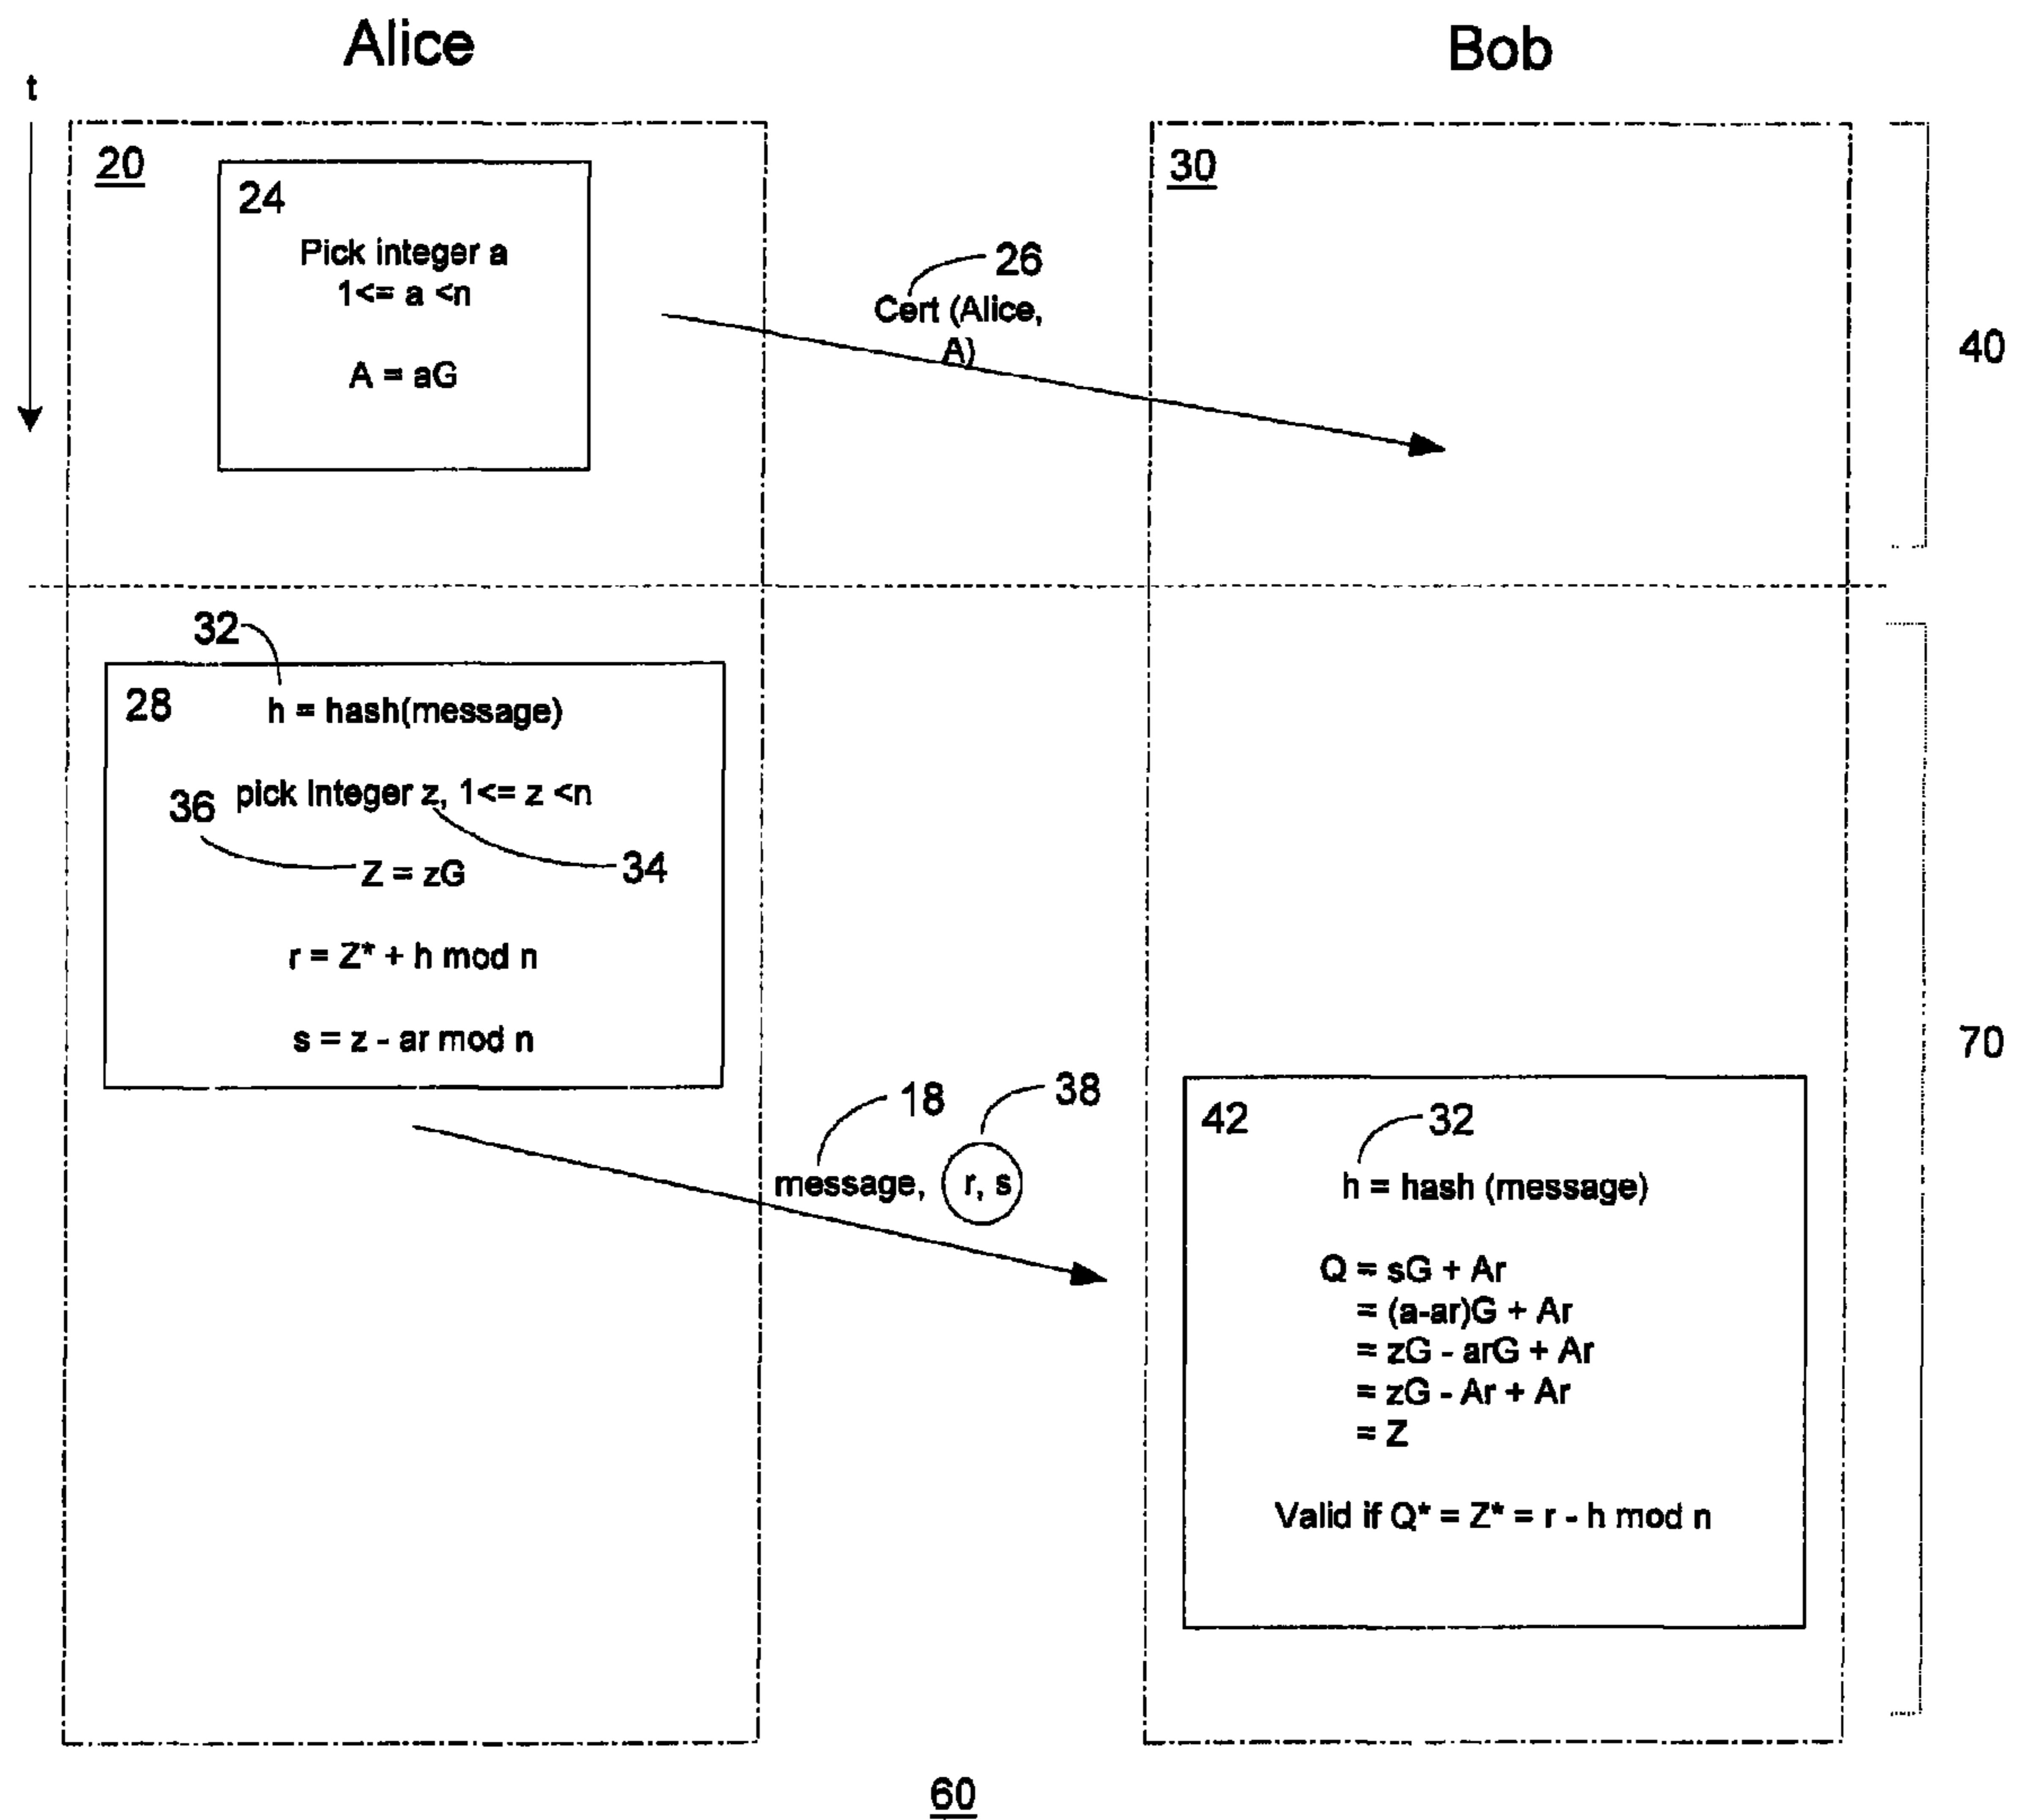 Alice
Bob
t
20
24
Pick integer a
1<= a <n
A = aG
26
Cert (Alice,
A)
30
40
32
28
h = hash(message)
pick integer z, 1<= z <n
36
34
Z = zG
r = Z* + h mod n
s = z - ar mod n
70
18
38
message, r, s
42
32
h = hash (message)
Q = sG + Ar
= (a-ar)G + Ar
= zG - arG + Ar
= zG - Ar + Ar
= Z
Valid if Q* = Z* = r - h mod n
60